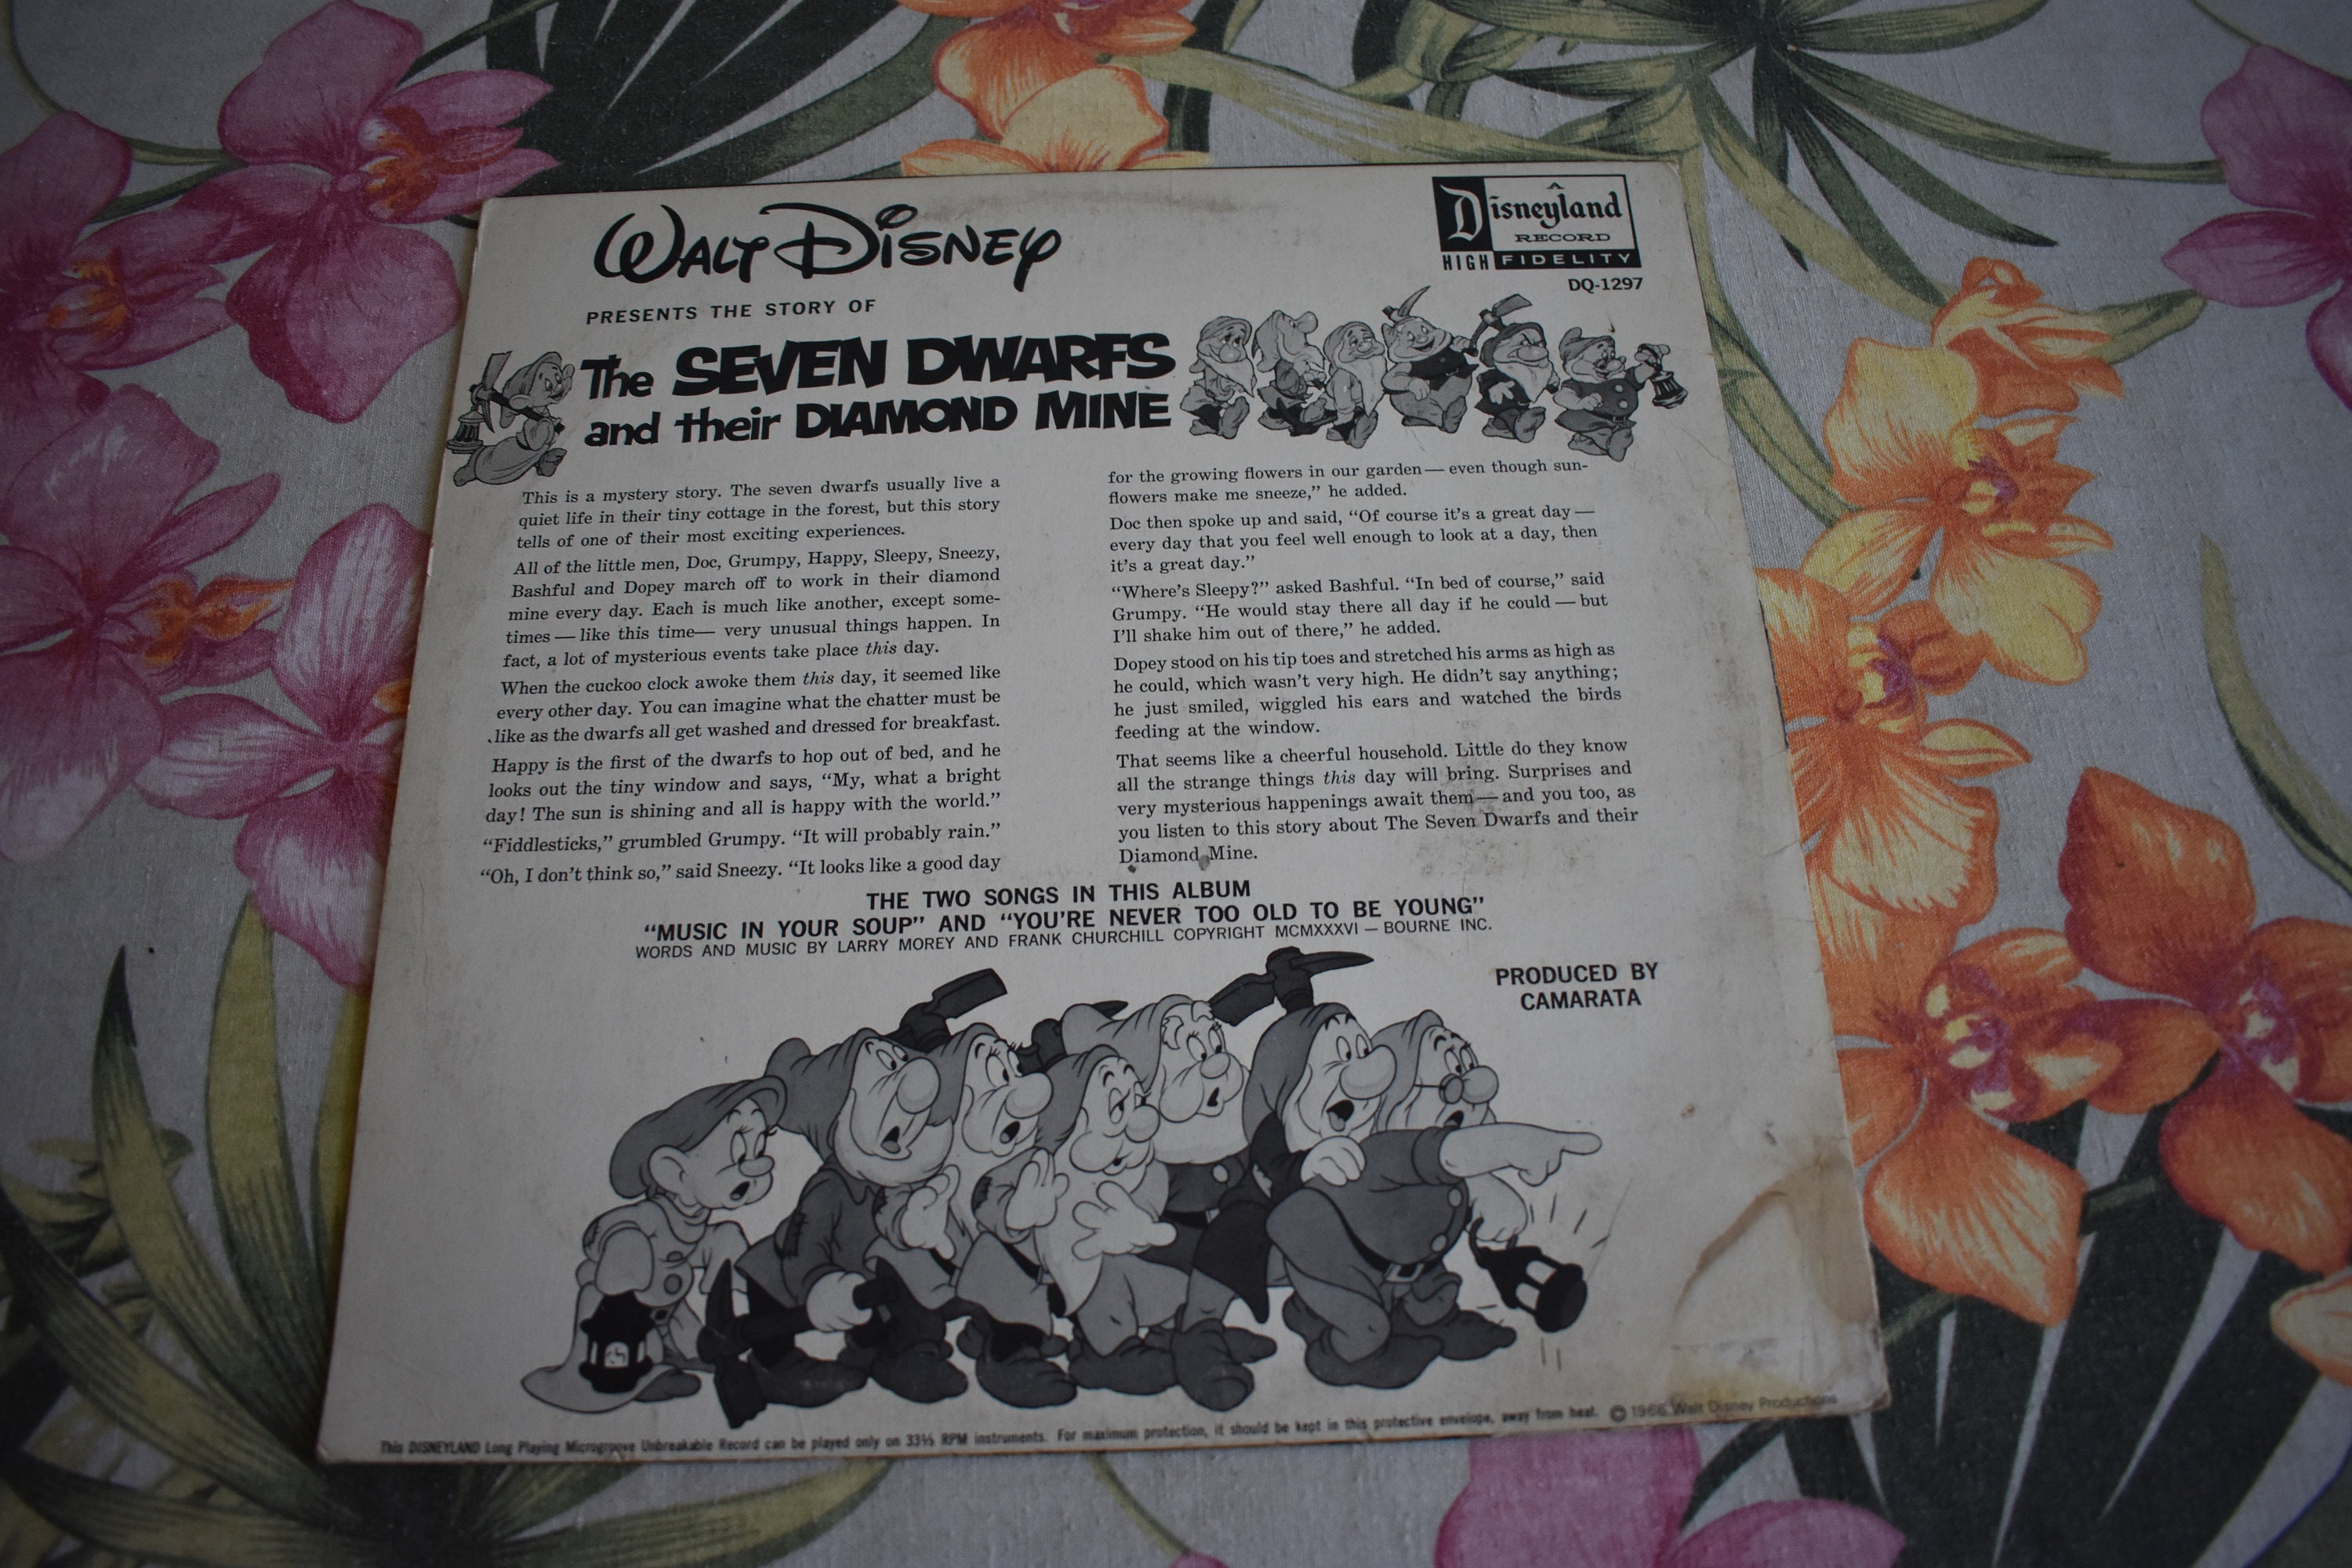 WALT DISNEY
Disneyland
RECORD
HIGH FIDELITY
DQ-1297
PRESENTS THE STORY OF
The SEVEN DWARFS
and their DIAMOND MINE
This is a mystery story. The seven dwarfs usually live a
quiet life in their tiny cottage in the forest, but this story
tells of one of their most exciting experiences.
All of the little men, Doc, Grumpy, Happy, Sleepy, Sneezy,
Bashful and Dopey march off to work in their diamond
mine every day. Each is much like another, except some-
times — like this time— very unusual things happen. In
fact, a lot of mysterious events take place this day.
When the cuckoo clock awoke them this day, it seemed like
every other day. You can imagine what the chatter must be
like as the dwarfs all get washed and dressed for breakfast.
Happy is the first of the dwarfs to hop out of bed, and he
looks out the tiny window and says, “My, what a bright
day! The sun is shining and all is happy with the world.”
“Fiddlesticks,” grumbled Grumpy. “It will probably rain.”
“Oh, I don’t think so,” said Sneezy. “It looks like a good day
for the growing flowers in our garden — even though sun-
flowers make me sneeze,” he added.
Doc then spoke up and said, “Of course it’s a great day —
every day that you feel well enough to look at a day, then
it’s a great day.”
“Where’s Sleepy?” asked Bashful. “In bed of course,” said
Grumpy. “He would stay there all day if he could — but
I’ll shake him out of there,” he added.
Dopey stood on his tip toes and stretched his arms as high as
he could, which wasn’t very high. He didn’t say anything;
he just smiled, wiggled his ears and watched the birds
feeding at the window.
That seems like a cheerful household. Little do they know
all the strange things this day will bring. Surprises and
very mysterious happenings await them — and you too, as
you listen to this story about The Seven Dwarfs and their
Diamond Mine.
THE TWO SONGS IN THIS ALBUM
“MUSIC IN YOUR SOUP” AND “YOU’RE NEVER TOO OLD TO BE YOUNG”
WORDS AND MUSIC BY LARRY MOREY AND FRANK CHURCHILL COPYRIGHT MCMXXXVI — BOURNE INC.
PRODUCED BY
CAMARATA
This DISNEYLAND Long Playing Microgroove Unbreakable Record can be played only on 33⅓ RPM instruments. For maximum protection, it should be kept in this protective envelope, away from heat. © 1966 Walt Disney Productions